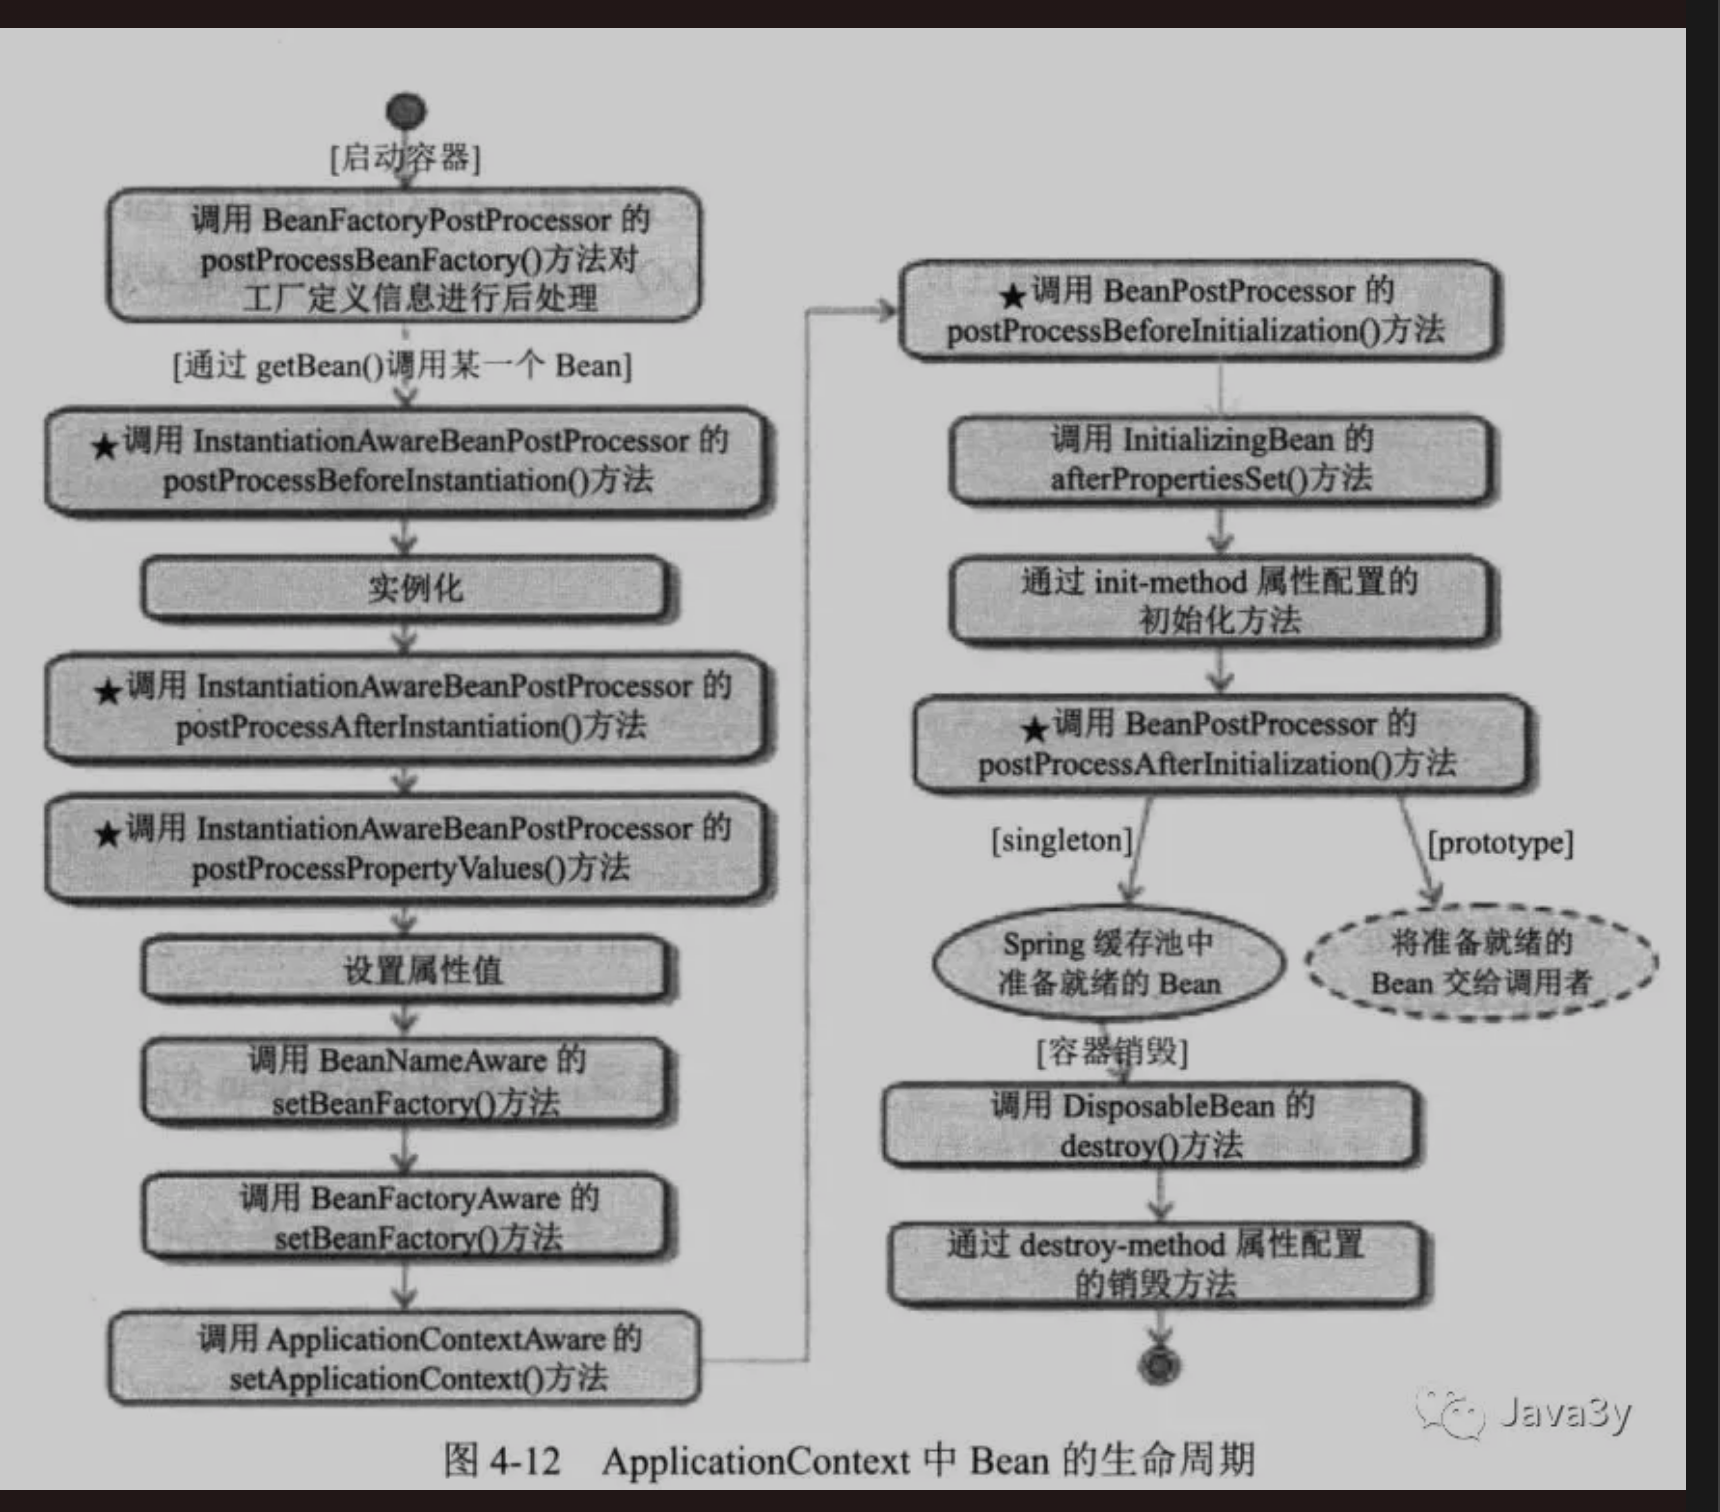 [启动容器]
调用 BeanFactoryPostProcessor 的
postProcessBeanFactory()方法对
工厂定义信息进行后处理
[通过 getBean()调用某一个 Bean]
★调用 InstantiationAwareBeanPostProcessor 的
postProcessBeforeInstantiation()方法
实例化
★调用 InstantiationAwareBeanPostProcessor 的
postProcessAfterInstantiation()方法
★调用 InstantiationAwareBeanPostProcessor 的
postProcessPropertyValues()方法
设置属性值
调用 BeanNameAware 的
setBeanFactory()方法
调用 BeanFactoryAware 的
setBeanFactory()方法
调用 ApplicationContextAware 的
setApplicationContext()方法
★调用 BeanPostProcessor 的
postProcessBeforeInitialization()方法
调用 InitializingBean 的
afterPropertiesSet()方法
通过 init-method 属性配置的
初始化方法
★调用 BeanPostProcessor 的
postProcessAfterInitialization()方法
[singleton]
[prototype]
Spring 缓存池中
准备就绪的 Bean
将准备就绪的
Bean 交给调用者
[容器销毁]
调用 DisposableBean 的
destroy()方法
通过 destroy-method 属性配置
的销毁方法
Java3y
图 4-12 ApplicationContext 中 Bean 的生命周期